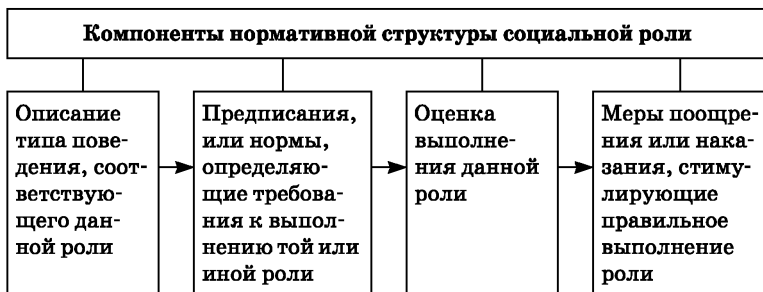 Компоненты нормативной структуры социальной роли
Описание
типа пове-
дения, соот-
ветствую-
щего дан-
ной роли
Предписания,
или нормы,
определяю-
щие требова-
ния к выпол-
нению той или
иной роли
Оценка
выполне-
ния данной
роли
Меры поощре-
ния или нака-
зания, стиму-
лирующие
правильное
выполнение
роли